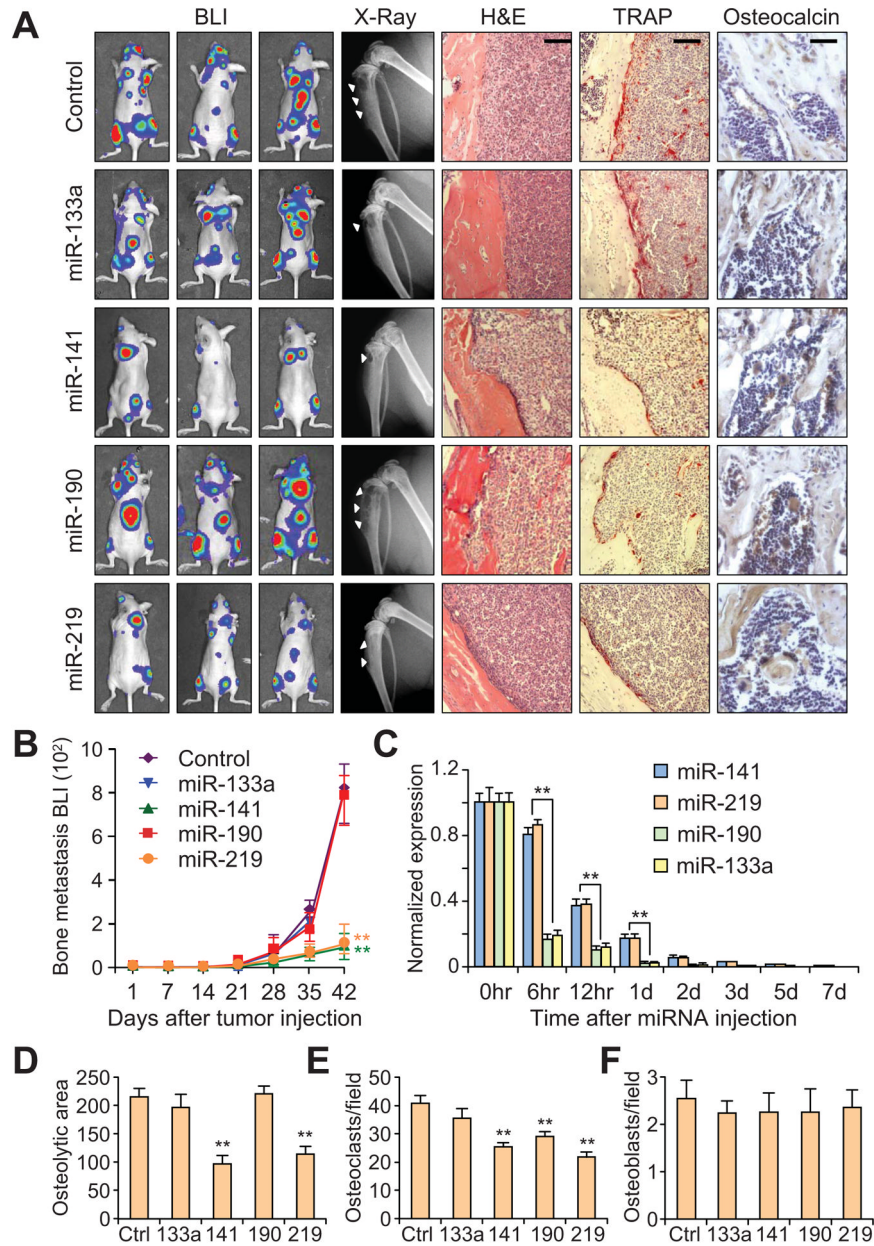 A
BLI X-Ray H&E TRAP Osteocalcin
Control
miR-133a
miR-141
miR-190
miR-219
B
Bone metastasis BLI (10²)
10
8
6
4
2
0
Control
miR-133a
miR-141
miR-190
miR-219
**
**
1 7 14 21 28 35 42
Days after tumor injection
C
Normalized expression
1.2
0.8
0.4
0
**
**
**
miR-141
miR-219
miR-190
miR-133a
0hr 6hr 12hr 1d 2d 3d 5d 7d
Time after miRNA injection
D
Osteolytic area
250
200
150
100
50
0
** **
Ctrl 133a 141 190 219
E
Osteoclasts/field
50
40
30
20
10
0
** ** **
Ctrl 133a 141 190 219
F
Osteoblasts/field
3
2
1
0
Ctrl 133a 141 190 219